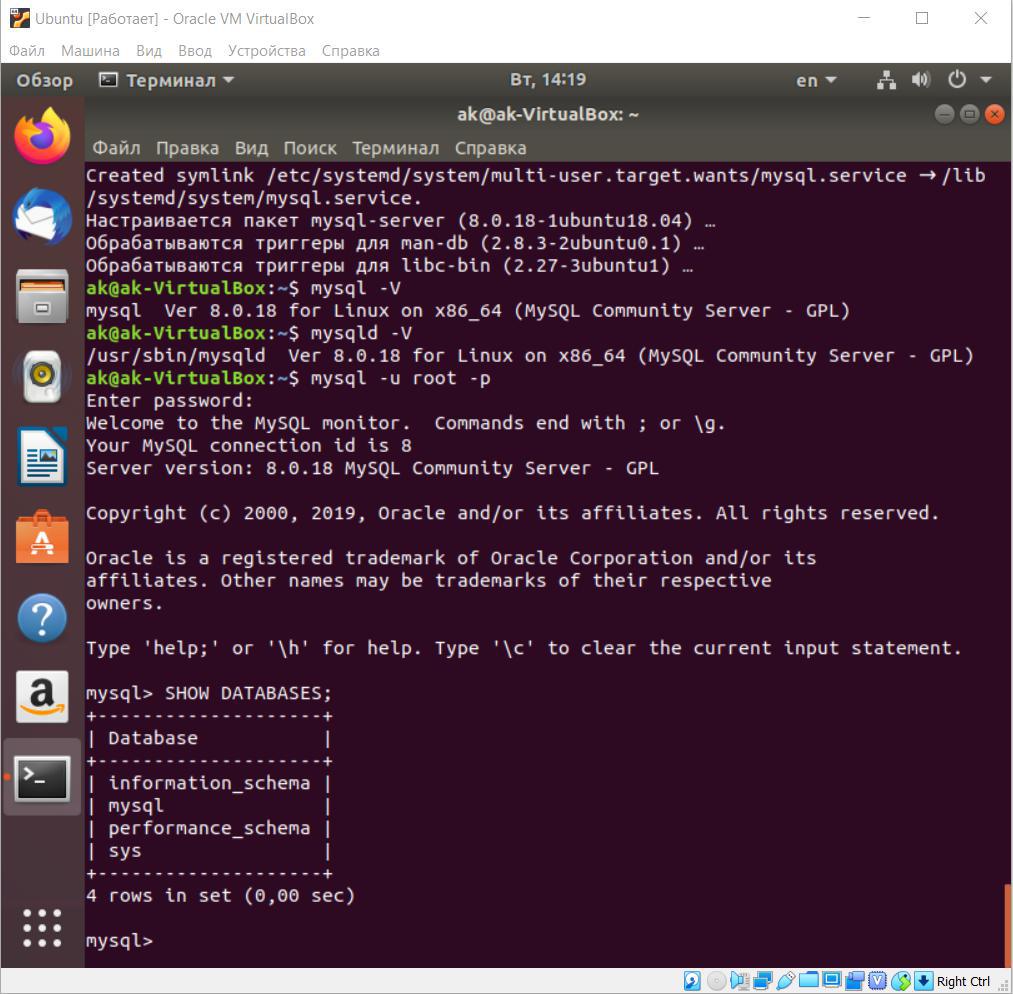 Ubuntu [Работает] - Oracle VM VirtualBox
Файл Машина Вид Ввод Устройства Справка
Обзор Терминал Вт, 14:19 en
ak@ak-VirtualBox: ~
Файл Правка Вид Поиск Терминал Справка
Created symlink /etc/systemd/system/multi-user.target.wants/mysql.service → /lib
/systemd/system/mysql.service.
Настраивается пакет mysql-server (8.0.18-1ubuntu18.04) …
Обрабатываются триггеры для man-db (2.8.3-2ubuntu0.1) …
Обрабатываются триггеры для libc-bin (2.27-3ubuntu1) …
ak@ak-VirtualBox:~$ mysql -V
mysql  Ver 8.0.18 for Linux on x86_64 (MySQL Community Server - GPL)
ak@ak-VirtualBox:~$ mysqld -V
/usr/sbin/mysqld  Ver 8.0.18 for Linux on x86_64 (MySQL Community Server - GPL)
ak@ak-VirtualBox:~$ mysql -u root -p
Enter password:
Welcome to the MySQL monitor.  Commands end with ; or \g.
Your MySQL connection id is 8
Server version: 8.0.18 MySQL Community Server - GPL
Copyright (c) 2000, 2019, Oracle and/or its affiliates. All rights reserved.
Oracle is a registered trademark of Oracle Corporation and/or its
affiliates. Other names may be trademarks of their respective
owners.
Type 'help;' or '\h' for help. Type '\c' to clear the current input statement.
mysql> SHOW DATABASES;
+--------------------+
| Database           |
+--------------------+
| information_schema |
| mysql              |
| performance_schema |
| sys                |
+--------------------+
4 rows in set (0,00 sec)
mysql>
Right Ctrl